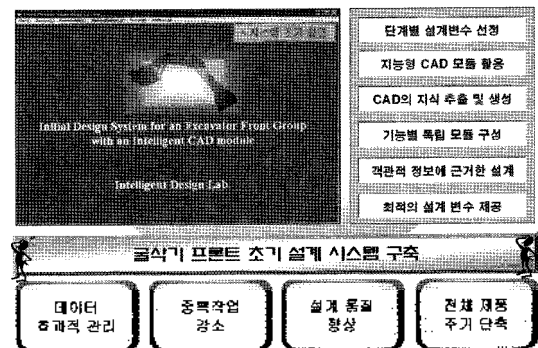 Initial Design System for an Excavator Front Group
with an Intelligent CAD module
Intelligent Design Lab
단계별 설계변수 선정
지능형 CAD 모듈 활용
CAD의 지식 추출 및 생성
기능별 독립 모듈 구성
객관적 정보에 근거한 설계
최적의 설계 변수 제공
굴삭기 프론트 초기 설계 시스템 구축
데이터
효과적 관리
중복작업
감소
설계 품질
향상
전체 제품
주기 단축